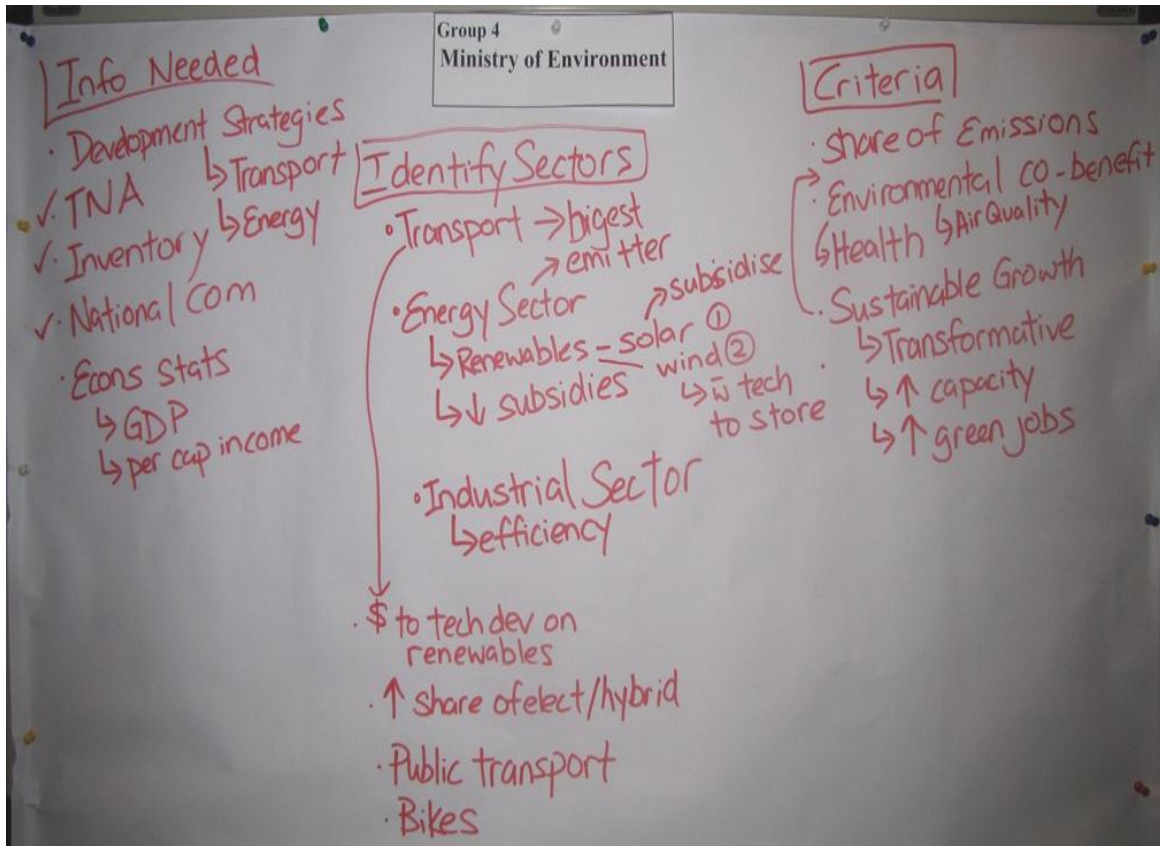 Group 4
Ministry of Environment
Info Needed
· Development Strategies
↳Transport
↳Energy
✓· TNA
✓· Inventory
✓· National Com
· Econs stats
↳GDP
↳per cap income
Identify Sectors
• Transport → bigest
emitter
• Energy Sector ↗
↳Renewables – solar ① ↗subsidise
wind ②
↳w̄ tech
to store
↳↓ subsidies
• Industrial Sector
↳efficiency
· $ to tech dev on
renewables
· ↑ share of elect/hybrid
· Public transport
· Bikes
Criteria
· Share of Emissions
· Environmental co-benefit
↳Health ↳Air Quality
· Sustainable Growth
↳Transformative
↳↑ capacity
↳↑ green jobs